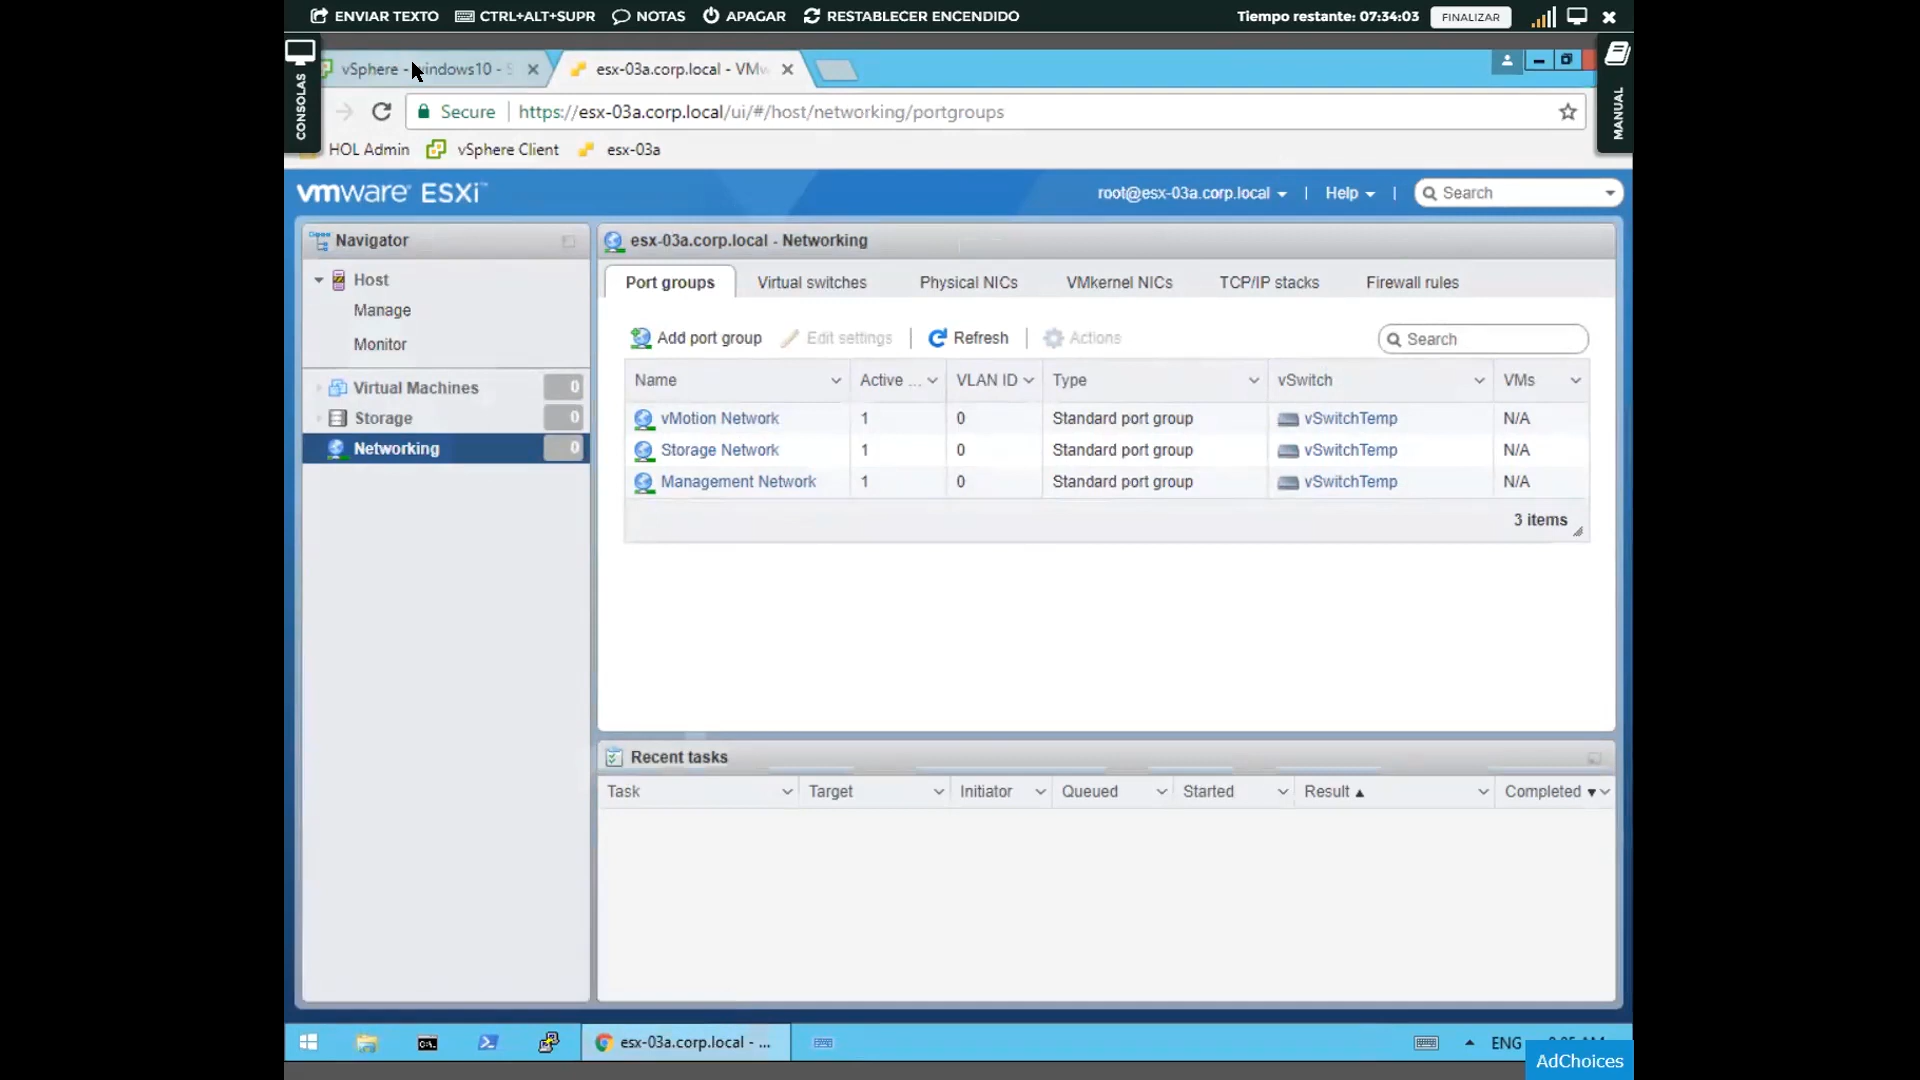 ENVIAR TEXTO CTRL+ALT+SUPR NOTAS APAGAR RESTABLECER ENCENDIDO Tiempo restante: 07:34:03 FINALIZAR
CONSOLAS
MANUAL
vSphere - windows10 - S esx-03a.corp.local - VMw
Secure https://esx-03a.corp.local/ui/#/host/networking/portgroups
HOL Admin vSphere Client esx-03a
vmware ESXi™ root@esx-03a.corp.local | Help | Search
Navigator
Host
Manage
Monitor
Virtual Machines 0
Storage 0
Networking 0
esx-03a.corp.local - Networking
Port groups Virtual switches Physical NICs VMkernel NICs TCP/IP stacks Firewall rules
Add port group Edit settings | Refresh | Actions Search
Name Active ... VLAN ID Type vSwitch VMs
vMotion Network 1 0 Standard port group vSwitchTemp N/A
Storage Network 1 0 Standard port group vSwitchTemp N/A
Management Network 1 0 Standard port group vSwitchTemp N/A
3 items
Recent tasks
Task Target Initiator Queued Started Result ▲ Completed ▼
esx-03a.corp.local - ... ENG
AdChoices